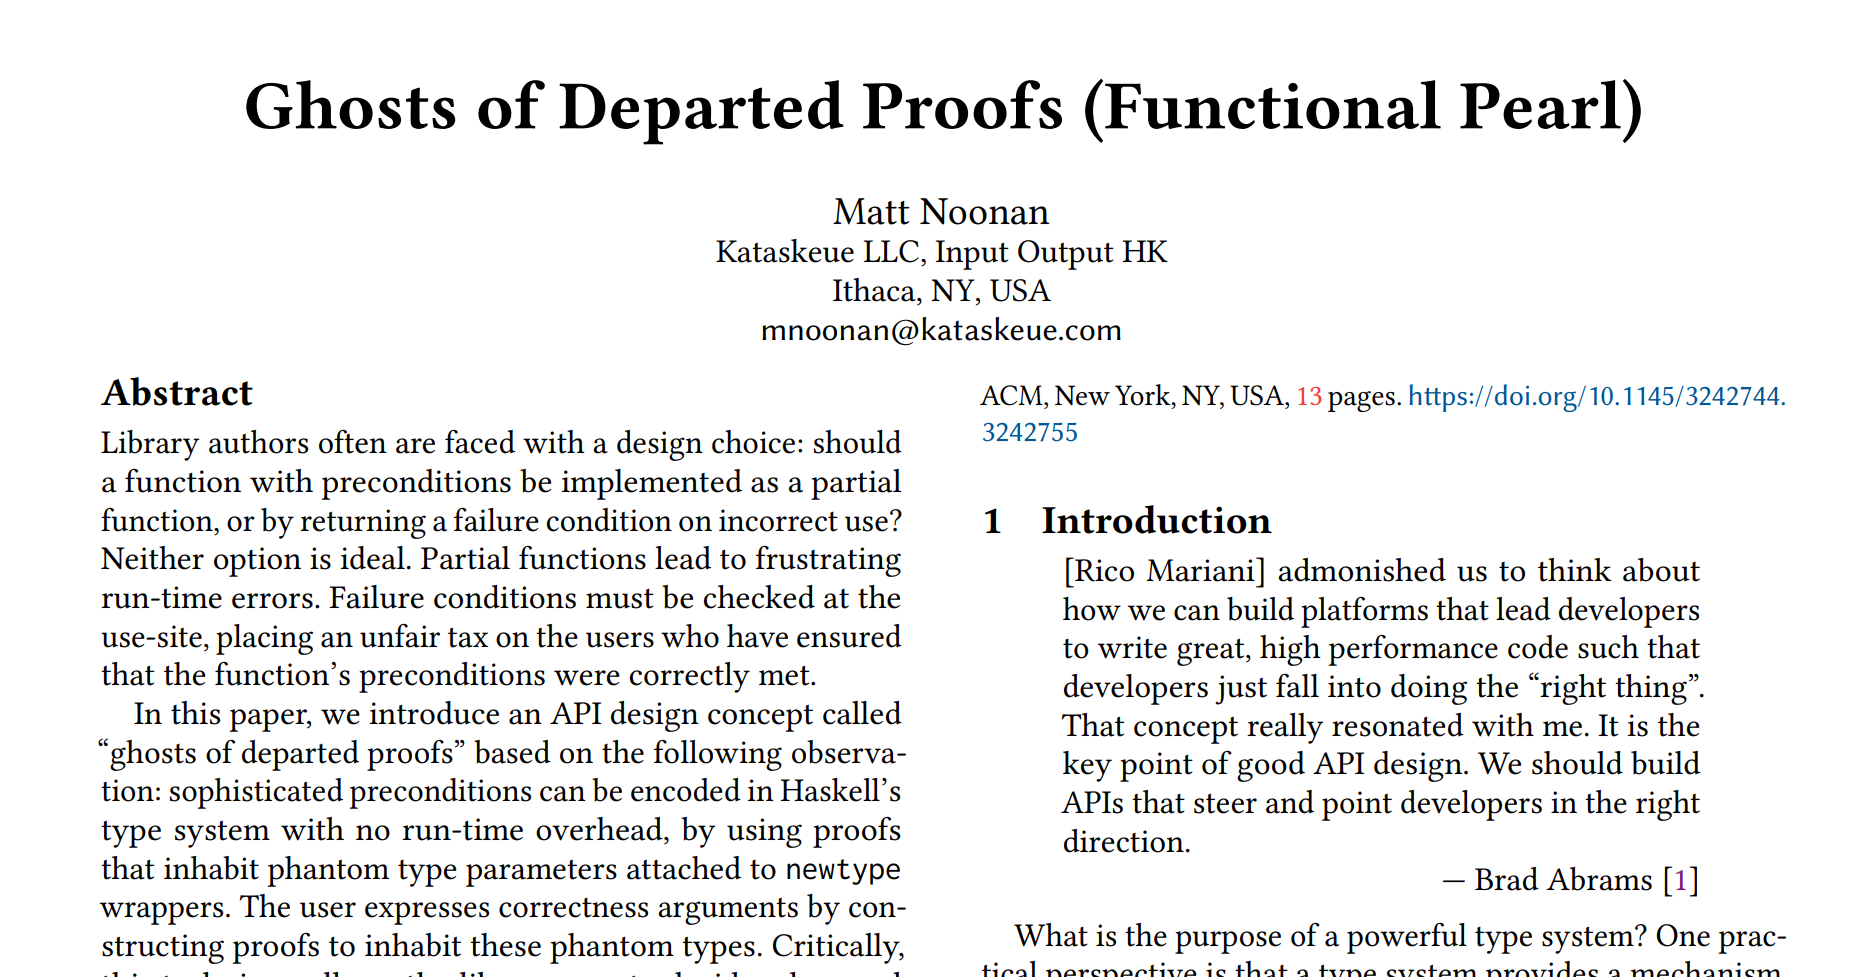 Ghosts of Departed Proofs (Functional Pearl)
Matt Noonan
Kataskeue LLC, Input Output HK
Ithaca, NY, USA
mnoonan@kataskeue.com
Abstract
Library authors often are faced with a design choice: should
a function with preconditions be implemented as a partial
function, or by returning a failure condition on incorrect use?
Neither option is ideal. Partial functions lead to frustrating
run-time errors. Failure conditions must be checked at the
use-site, placing an unfair tax on the users who have ensured
that the function’s preconditions were correctly met.
In this paper, we introduce an API design concept called
“ghosts of departed proofs” based on the following observa-
tion: sophisticated preconditions can be encoded in Haskell’s
type system with no run-time overhead, by using proofs
that inhabit phantom type parameters attached to newtype
wrappers. The user expresses correctness arguments by con-
structing proofs to inhabit these phantom types. Critically,
ACM, New York, NY, USA, 13 pages. https://doi.org/10.1145/3242744.
3242755
1 Introduction
[Rico Mariani] admonished us to think about
how we can build platforms that lead developers
to write great, high performance code such that
developers just fall into doing the “right thing”.
That concept really resonated with me. It is the
key point of good API design. We should build
APIs that steer and point developers in the right
direction.
— Brad Abrams [1]
What is the purpose of a powerful type system? One prac-
tical perspective is that a type system provides a mechanism